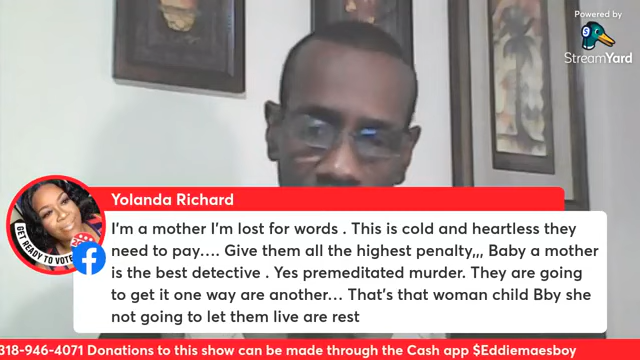 Powered by
StreamYard
Yolanda Richard
I'm a mother I'm lost for words . This is cold and heartless they
need to pay.... Give them all the highest penalty,,, Baby a mother
is the best detective . Yes premeditated murder. They are going
to get it one way are another... That's that woman child Bby she
not going to let them live are rest
GET READY TO VOTE
318-946-4071 Donations to this show can be made through the Cash app $Eddiemaesboy